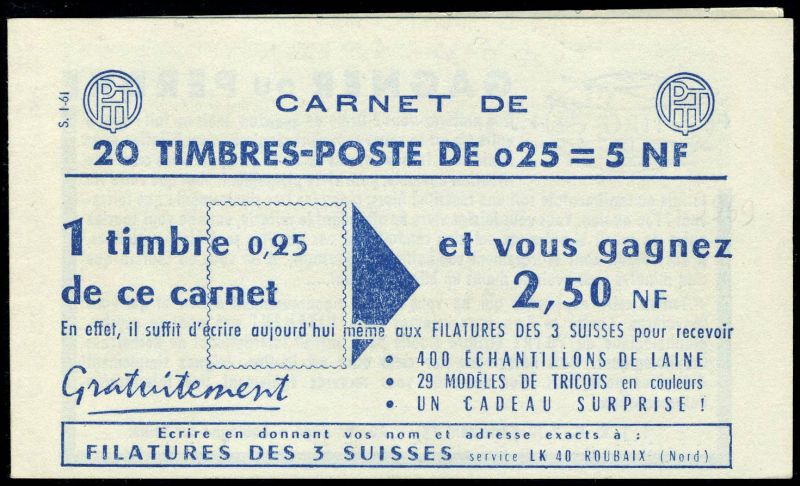 CARNET DE
S. 1-61
PTT
PTT
20 TIMBRES-POSTE DE 025 = 5 NF
1 timbre 0,25
de ce carnet
et vous gagnez
2,50 NF
En effet, il suffit d'écrire aujourd'hui même aux FILATURES DES 3 SUISSES pour recevoir
Gratuitement
• 400 ÉCHANTILLONS DE LAINE
• 29 MODÈLES DE TRICOTS en couleurs
• UN CADEAU SURPRISE !
Ecrire en donnant vos nom et adresse exacts à :
FILATURES DES 3 SUISSES service LK 40 ROUBAIX (Nord)